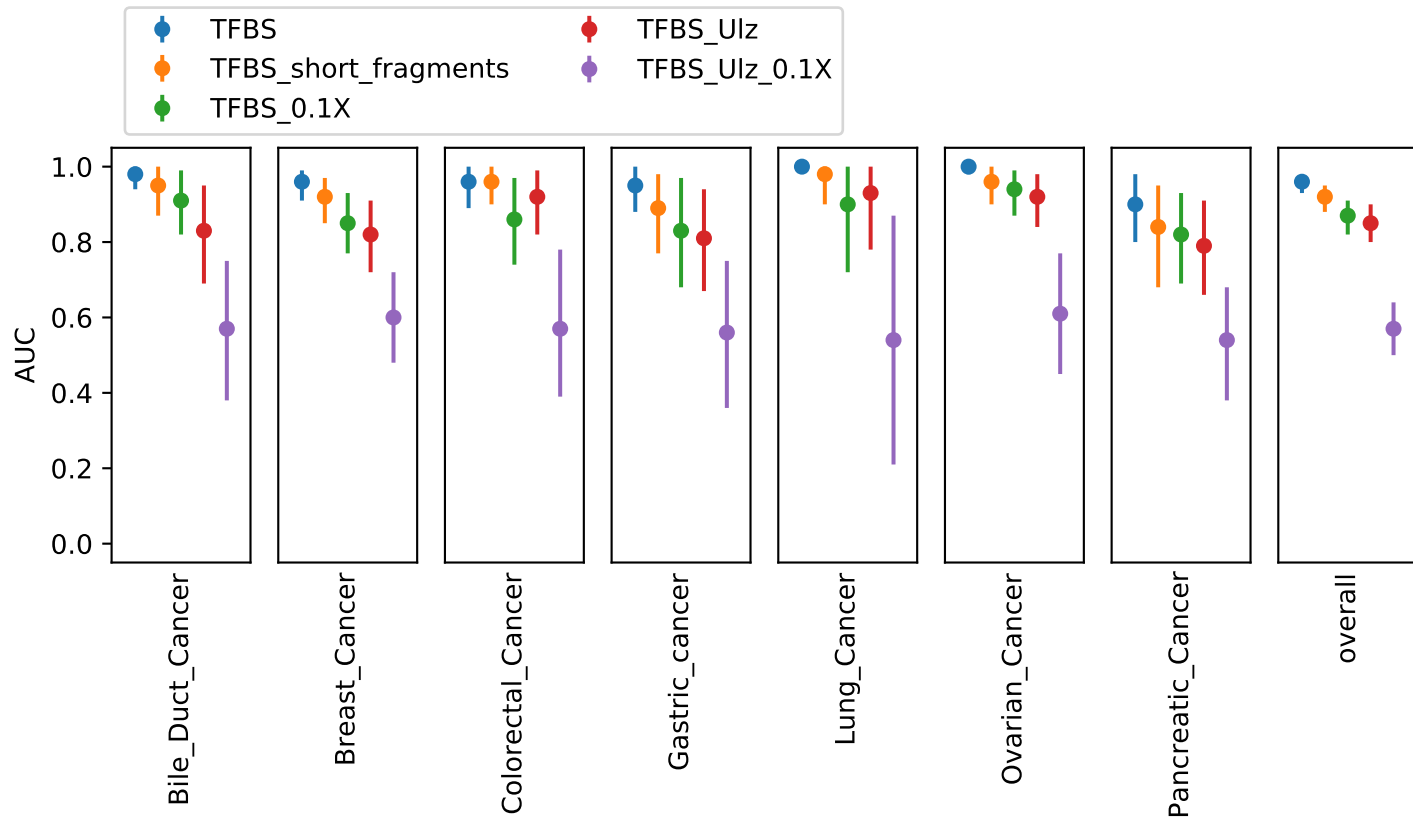 TFBS
TFBS_short_fragments
TFBS_0.1X
TFBS_Ulz
TFBS_Ulz_0.1X
AUC
1.0
0.8
0.6
0.4
0.2
0.0
Bile_Duct_Cancer
Breast_Cancer
Colorectal_Cancer
Gastric_cancer
Lung_Cancer
Ovarian_Cancer
Pancreatic_Cancer
overall